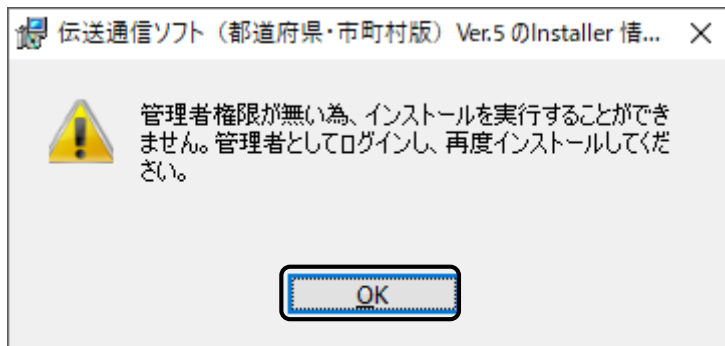 伝送通信ソフト（都道府県・市町村版） Ver.5 のInstaller 情...
管理者権限が無い為、インストールを実行することができ
ません。管理者としてログインし、再度インストールしてくだ
さい。
OK